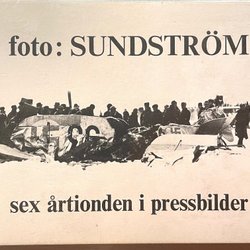 foto: SUNDSTRÖM
sex årtionden i pressbilder